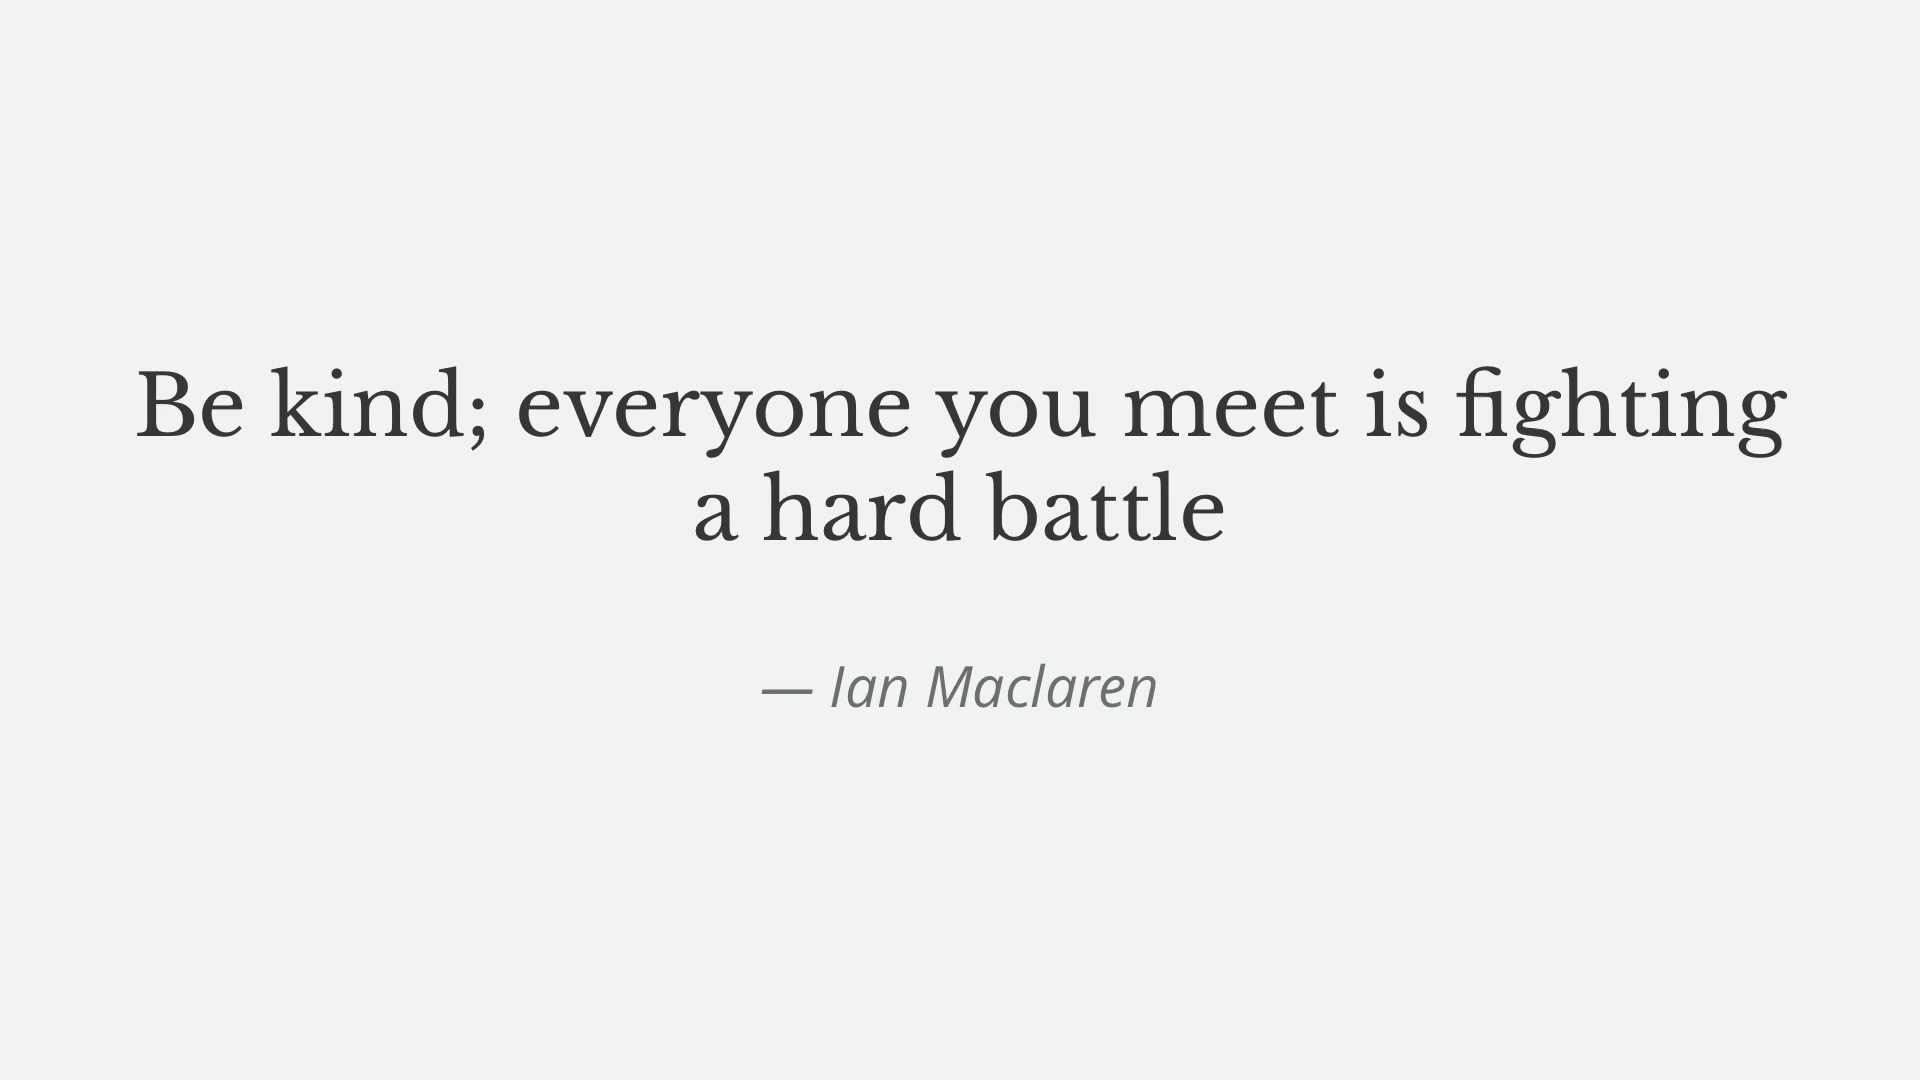 Be kind; everyone you meet is fighting
a hard battle
— Ian Maclaren